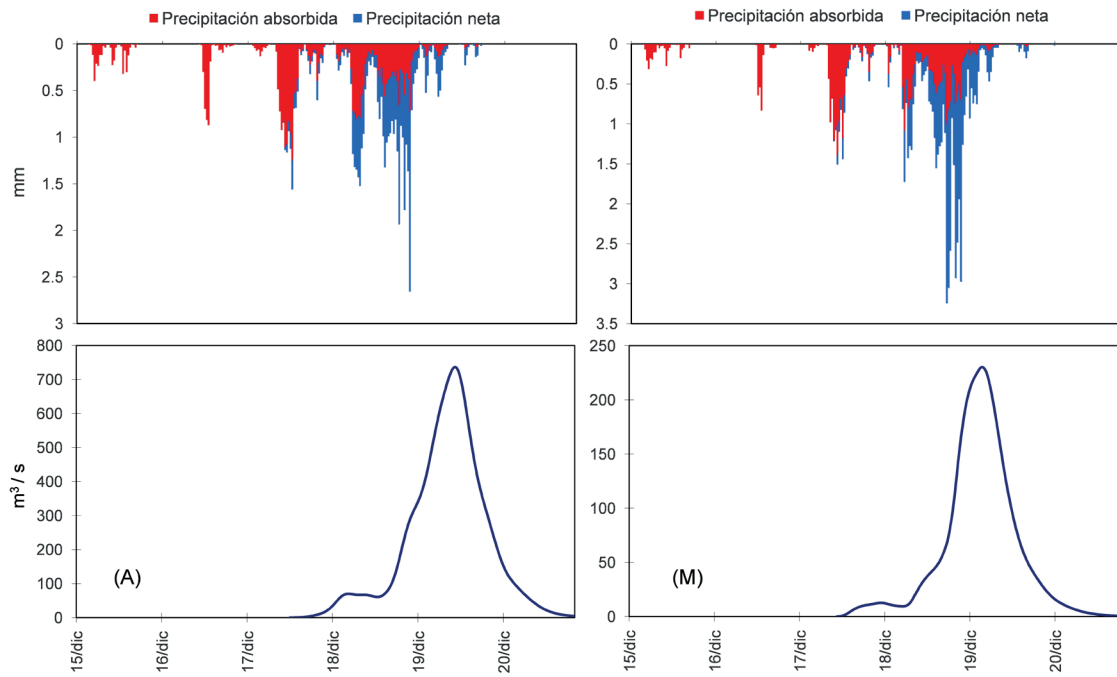 Precipitación absorbida Precipitación neta
0
0.5
1
1.5
2
2.5
3
mm
Precipitación absorbida Precipitación neta
0
0.5
1
1.5
2
2.5
3
3.5
800
700
600
500
400
300
200
100
0
m³ / s
(A)
15/dic
16/dic
17/dic
18/dic
19/dic
20/dic
250
200
150
100
50
0
(M)
15/dic
16/dic
17/dic
18/dic
19/dic
20/dic